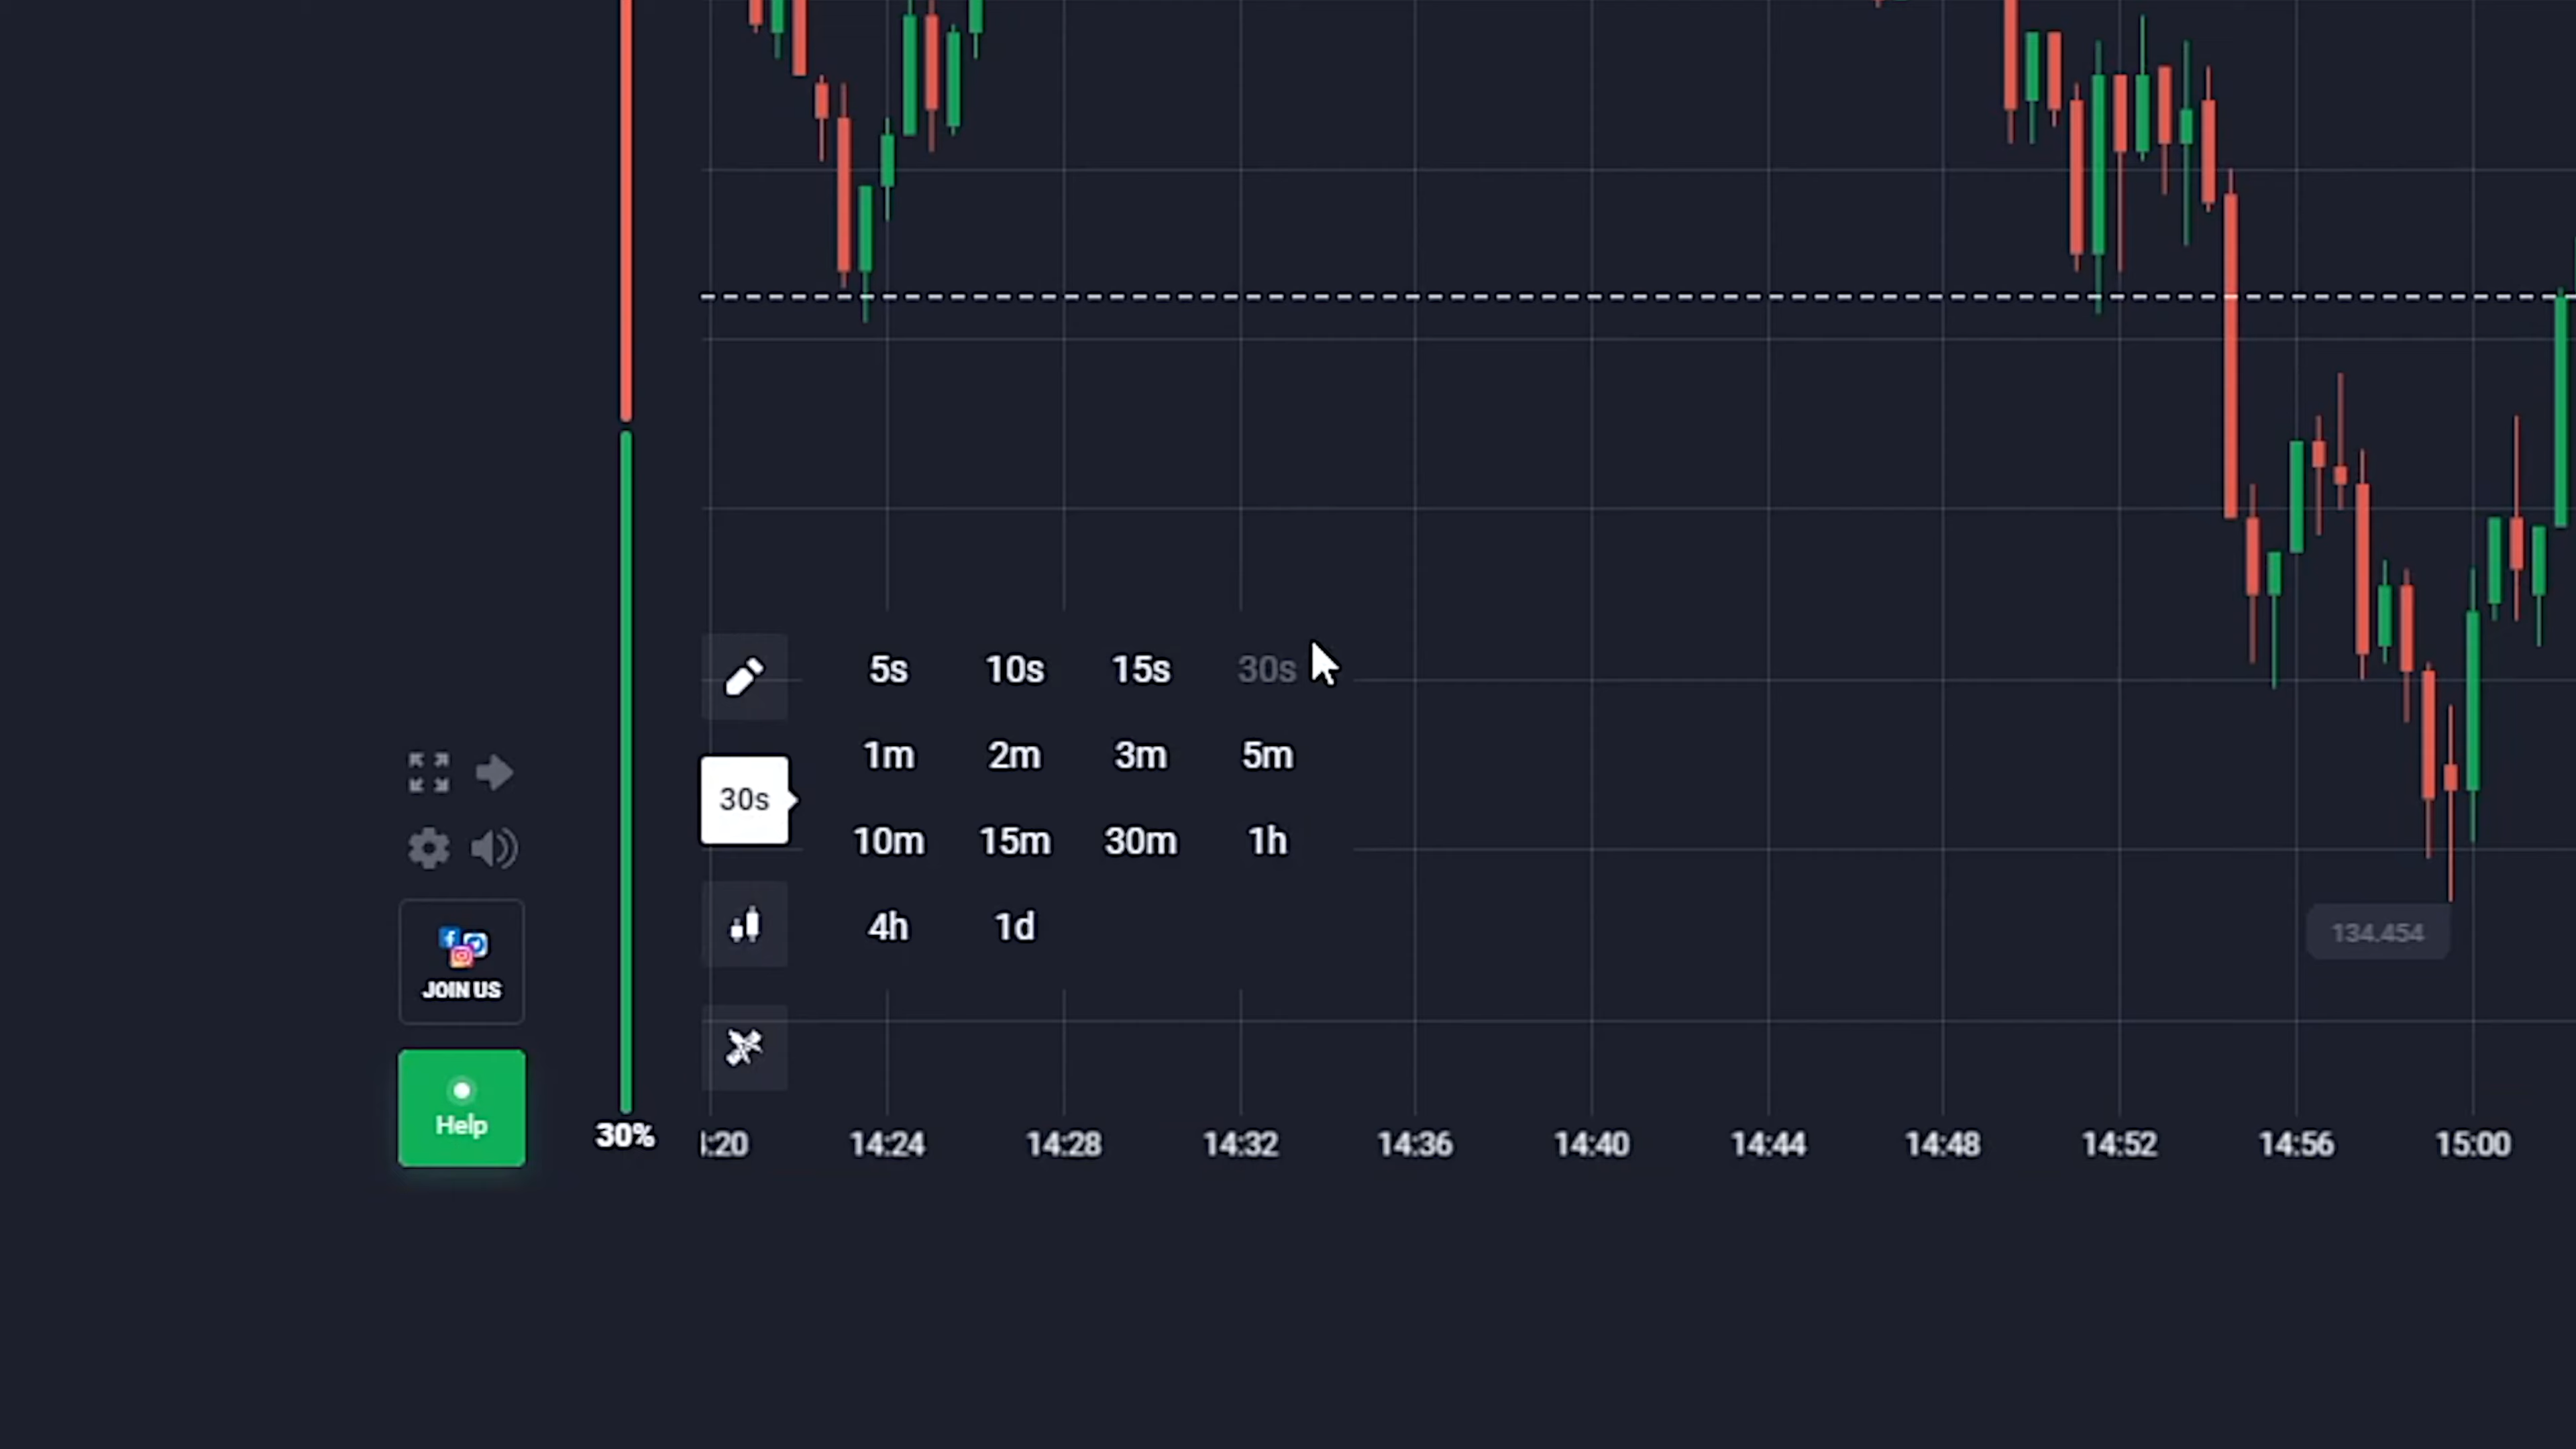 5s 10s 15s 30s
1m 2m 3m 5m
30s
10m 15m 30m 1h
4h 1d
134.454
JOIN US
Help
30%
:20 14:24 14:28 14:32 14:36 14:40 14:44 14:48 14:52 14:56 15:00